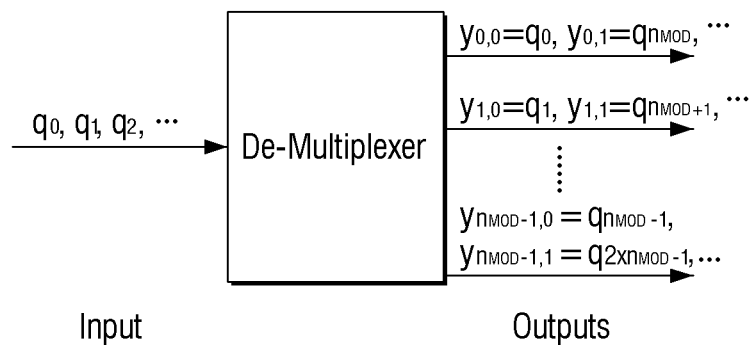 y0,0=q0, y0,1=qnMOD, ...
q0, q1, q2, ...
De-Multiplexer
y1,0=q1, y1,1=qnMOD+1, ...
ynMOD-1,0 = qnMOD-1,
ynMOD-1,1 = q2xnMOD-1, ...
Input
Outputs